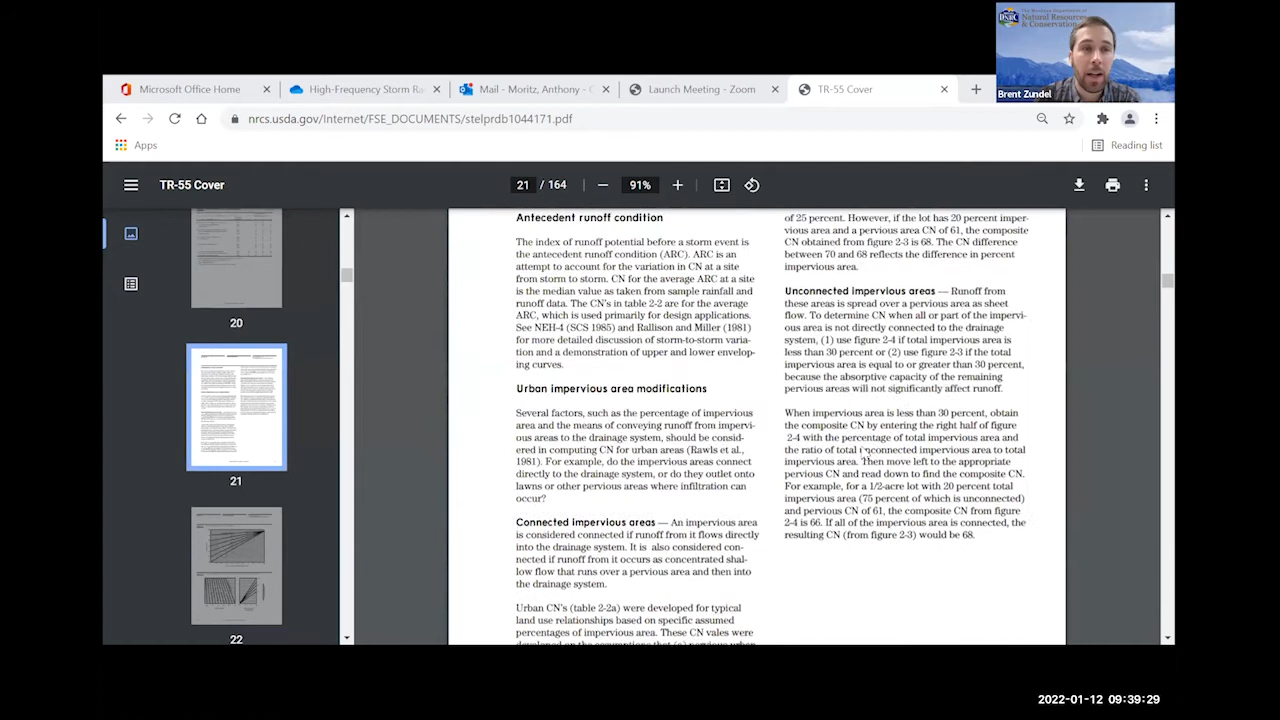 The Montana Department of
Natural Resources
& Conservation
DNRC
Brent Zundel
Microsoft Office Home
High-Frequency Storm Ra
Mail - Moritz, Anthony - O
Launch Meeting - Zoom
TR-55 Cover
nrcs.usda.gov/Internet/FSE_DOCUMENTS/stelprdb1044171.pdf
Apps
Reading list
TR-55 Cover
21 / 164
91%
20
21
22
Antecedent runoff condition
The index of runoff potential before a storm event is
the antecedent runoff condition (ARC). ARC is an
attempt to account for the variation in CN at a site
from storm to storm. CN for the average ARC at a site
is the median value as taken from sample rainfall and
runoff data. The CN's in table 2-2 are for the average
ARC, which is used primarily for design applications.
See NEH-4 (SCS 1985) and Rallison and Miller (1981)
for more detailed discussion of storm-to-storm varia-
tion and a demonstration of upper and lower envelop-
ing curves.
Urban impervious area modifications
Several factors, such as the percentage of impervious
area and the means of conveying runoff from impervi-
ous areas to the drainage system, should be consid-
ered in computing CN for urban areas (Rawls et al.,
1981). For example, do the impervious areas connect
directly to the drainage system, or do they outlet onto
lawns or other pervious areas where infiltration can
occur?
Connected impervious areas — An impervious area
is considered connected if runoff from it flows directly
into the drainage system. It is also considered con-
nected if runoff from it occurs as concentrated shal-
low flow that runs over a pervious area and then into
the drainage system.
Urban CN's (table 2-2a) were developed for typical
land use relationships based on specific assumed
percentages of impervious area. These CN vales were
developed on the assumptions that (a) pervious urban
of 25 percent. However, if the lot has 20 percent imper-
vious area and a pervious area CN of 61, the composite
CN obtained from figure 2-3 is 68. The CN difference
between 70 and 68 reflects the difference in percent
impervious area.
Unconnected impervious areas — Runoff from
these areas is spread over a pervious area as sheet
flow. To determine CN when all or part of the impervi-
ous area is not directly connected to the drainage
system, (1) use figure 2-4 if total impervious area is
less than 30 percent or (2) use figure 2-3 if the total
impervious area is equal to or greater than 30 percent,
because the absorptive capacity of the remaining
pervious areas will not significantly affect runoff.
When impervious area is less than 30 percent, obtain
the composite CN by entering the right half of figure
2-4 with the percentage of total impervious area and
the ratio of total unconnected impervious area to total
impervious area. Then move left to the appropriate
pervious CN and read down to find the composite CN.
For example, for a 1/2-acre lot with 20 percent total
impervious area (75 percent of which is unconnected)
and pervious CN of 61, the composite CN from figure
2-4 is 66. If all of the impervious area is connected, the
resulting CN (from figure 2-3) would be 68.
2022-01-12 09:39:29